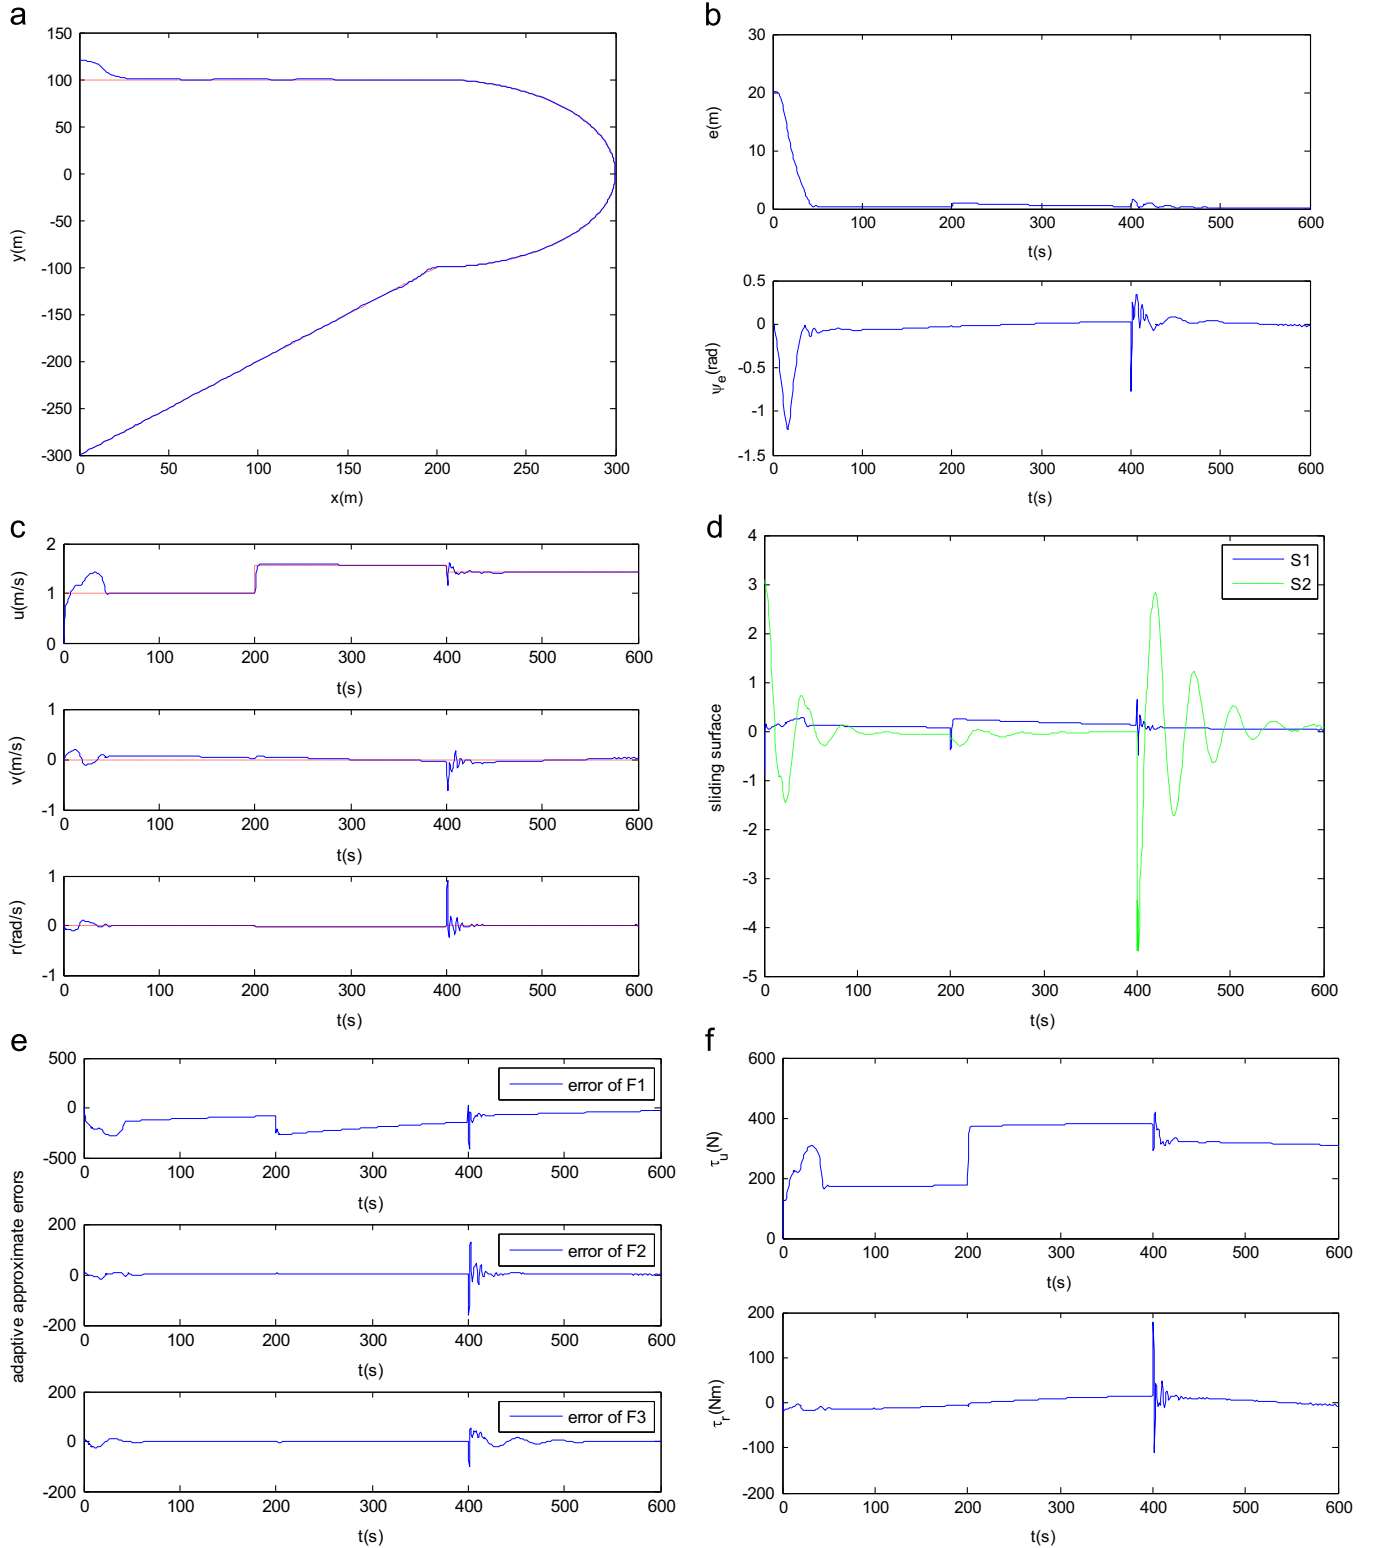 a
150
100
50
0
-50
-100
-150
-200
-250
-300
50 100 150 200 250 300
x(m)
y(m)
b
30
20
10
0
0 100 200 300 400 500 600
t(s)
e(m)
0.5
0
-0.5
-1
-1.5
0 100 200 300 400 500 600
t(s)
ψe(rad)
c
2
1
0
0 100 200 300 400 500 600
t(s)
u(m/s)
1
0
-1
0 100 200 300 400 500 600
t(s)
v(m/s)
1
0
-1
0 100 200 300 400 500 600
t(s)
r(rad/s)
d
4
3
2
1
0
-1
-2
-3
-4
-5
0 100 200 300 400 500 600
t(s)
sliding surface
S1
S2
e
adaptive approximate errors
500
0
-500
0 100 200 300 400 500 600
t(s)
error of F1
200
0
-200
0 100 200 300 400 500 600
t(s)
error of F2
200
0
-200
0 100 200 300 400 500 600
t(s)
error of F3
f
600
400
200
0
0 100 200 300 400 500 600
t(s)
τu(N)
200
100
0
-100
-200
0 100 200 300 400 500 600
t(s)
τr(Nm)